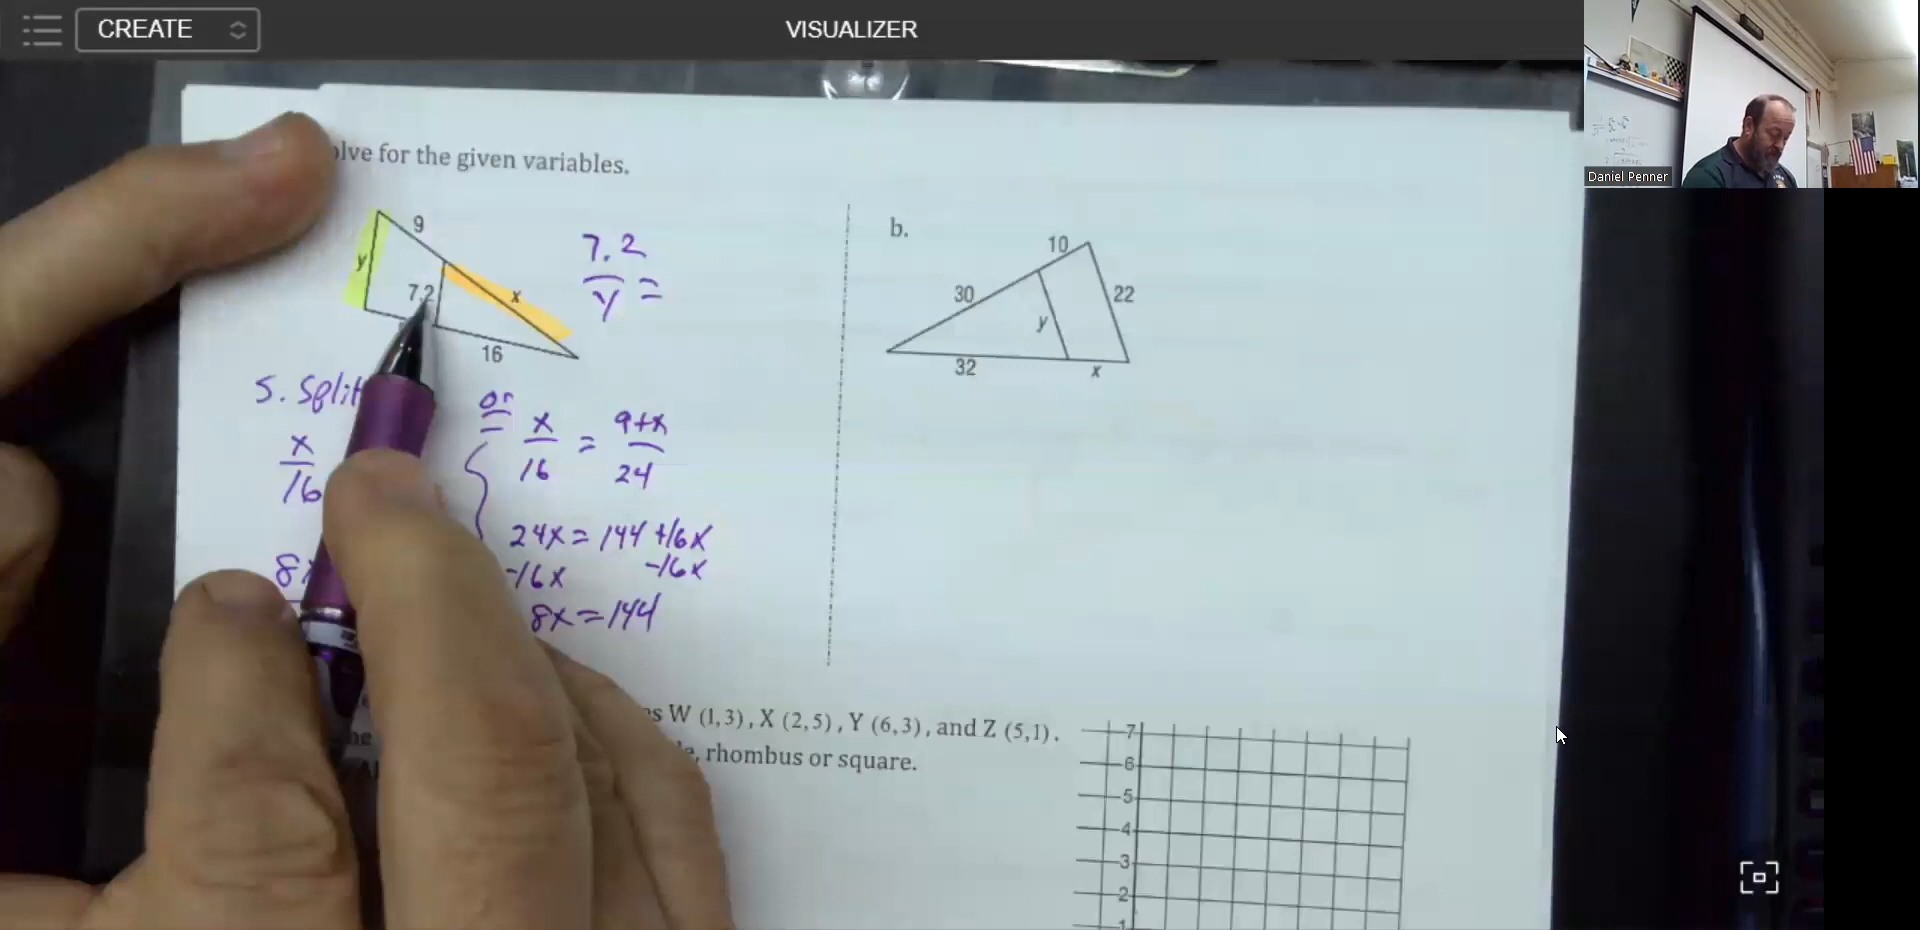 CREATE
VISUALIZER
Daniel Penner
lve for the given variables.
9
y
7.2
x
16
7.2
y
=
5. Split
x
16
8x
or
x
16
=
9+x
24
24x = 144 +16x
-16x -16x
8x = 144
b.
10
30
22
y
32
x
W (1,3), X (2,5), Y (6,3), and Z (5,1).
rhombus or square.
7
6
5
4
3
2
1